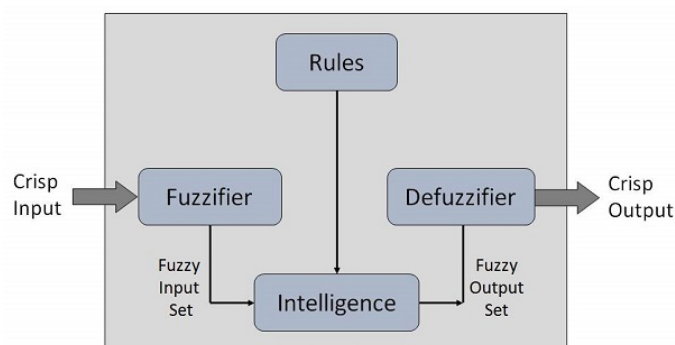 Rules
Crisp
Input
Fuzzifier
Defuzzifier
Crisp
Output
Fuzzy
Input
Set
Intelligence
Fuzzy
Output
Set